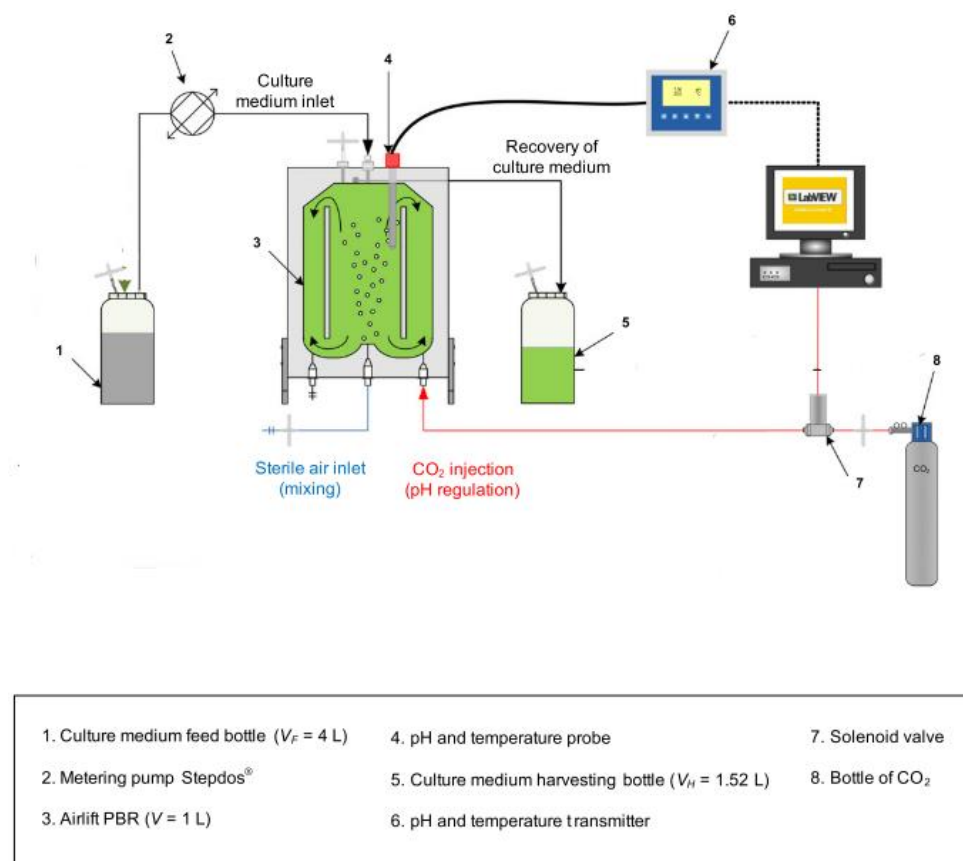 2
4
6
Culture
medium inlet
Recovery of
culture medium
LabVIEW
3
1
5
8
Sterile air inlet
(mixing)
CO₂ injection
(pH regulation)
7
CO₂
1. Culture medium feed bottle (V_F = 4 L)
2. Metering pump Stepdos®
3. Airlift PBR (V = 1 L)
4. pH and temperature probe
5. Culture medium harvesting bottle (V_H = 1.52 L)
6. pH and temperature transmitter
7. Solenoid valve
8. Bottle of CO₂